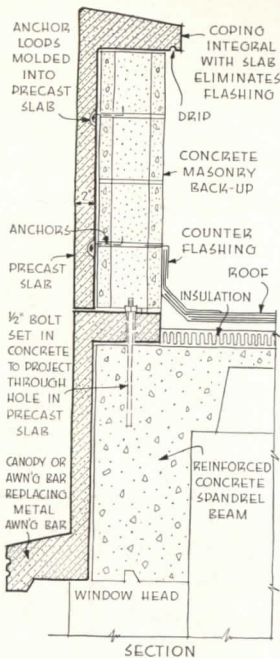 ANCHOR
LOOPS
MOLDED
INTO
PRECAST
SLAB
COPING
INTEGRAL
WITH SLAB
ELIMINATES
FLASHING
DRIP
CONCRETE
MASONRY
BACK-UP
2"
ANCHORS
COUNTER
FLASHING
PRECAST
SLAB
ROOF
INSULATION
1/2" BOLT
SET IN
CONCRETE
TO PROJECT
THROUGH
HOLE IN
PRECAST
SLAB
CANOPY OR
AWN'G BAR
REPLACING
METAL
AWN'G BAR
REINFORCED
CONCRETE
SPANDREL
BEAM
WINDOW HEAD
SECTION